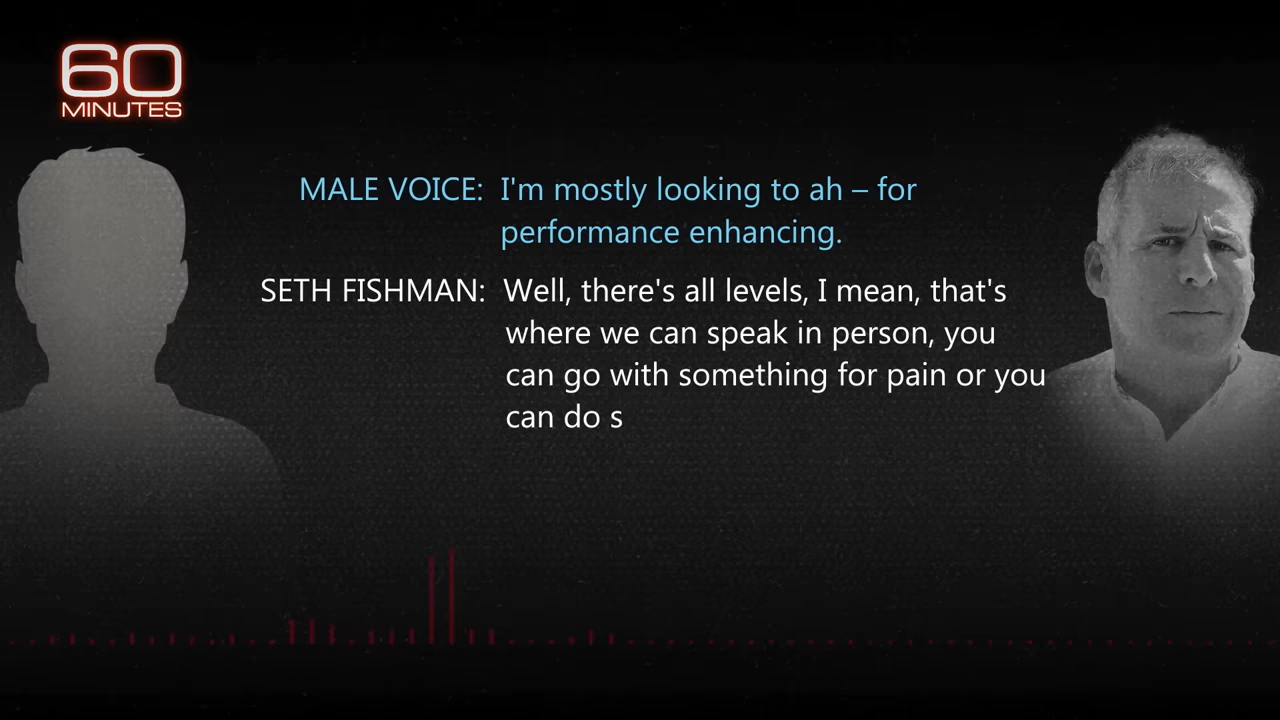 60
MINUTES
MALE VOICE: I'm mostly looking to ah – for
performance enhancing.
SETH FISHMAN: Well, there's all levels, I mean, that's
where we can speak in person, you
can go with something for pain or you
can do s